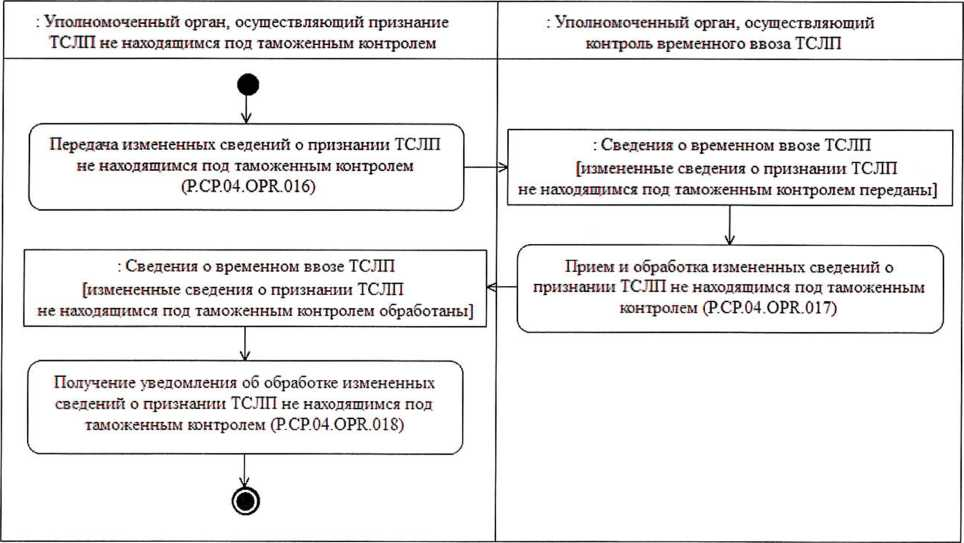 : Уполномоченный орган, осуществляющий признание
ТСЛП не находящимся под таможенным контролем
: Уполномоченный орган, осуществляющий
контроль временного ввоза ТСЛП
Передача измененных сведений о признании ТСЛП
не находящимся под таможенным контролем
(P.CP.04.OPR.016)
: Сведения о временном ввозе ТСЛП
[измененные сведения о признании ТСЛП
не находящимся под таможенным контролем переданы]
: Сведения о временном ввозе ТСЛП
[измененные сведения о признании ТСЛП
не находящимся под таможенным контролем обработаны]
Прием и обработка измененных сведений о
признании ТСЛП не находящимся под таможенным
контролем (P.CP.04.OPR.017)
Получение уведомления об обработке измененных
сведений о признании ТСЛП не находящимся под
таможенным контролем (P.CP.04.OPR.018)